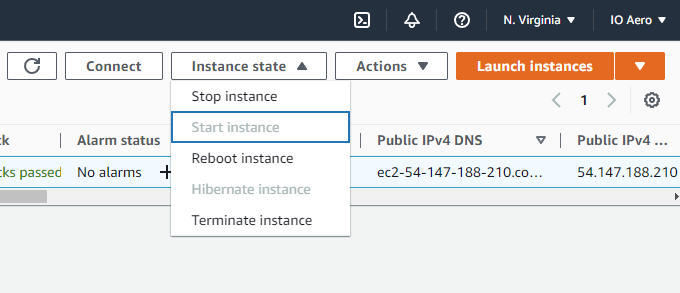 N. Virginia IO Aero
Connect Instance state Actions Launch instances
Stop instance
1
Start instance
ck Alarm status Public IPv4 DNS Public IPv4 ...
Reboot instance
cks passed No alarms ec2-54-147-188-210.co... 54.147.188.210
Hibernate instance
Terminate instance